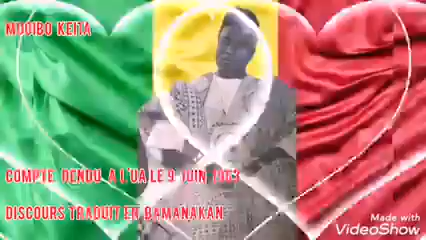 MODIBO KEITA
COMPTE RENDU A L'UA LE 9 JUIN
DISCOURS TRADUIT EN BAMANAKAN
Made with
VideoShow